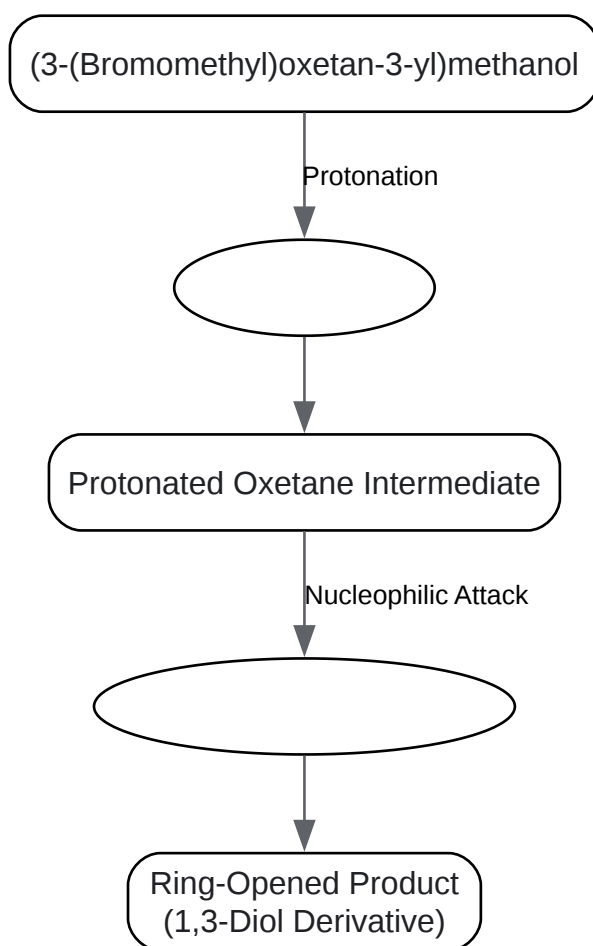 (3-(Bromomethyl)oxetan-3-yl)methanol
Protonation
Protonated Oxetane Intermediate
Nucleophilic Attack
Ring-Opened Product
(1,3-Diol Derivative)